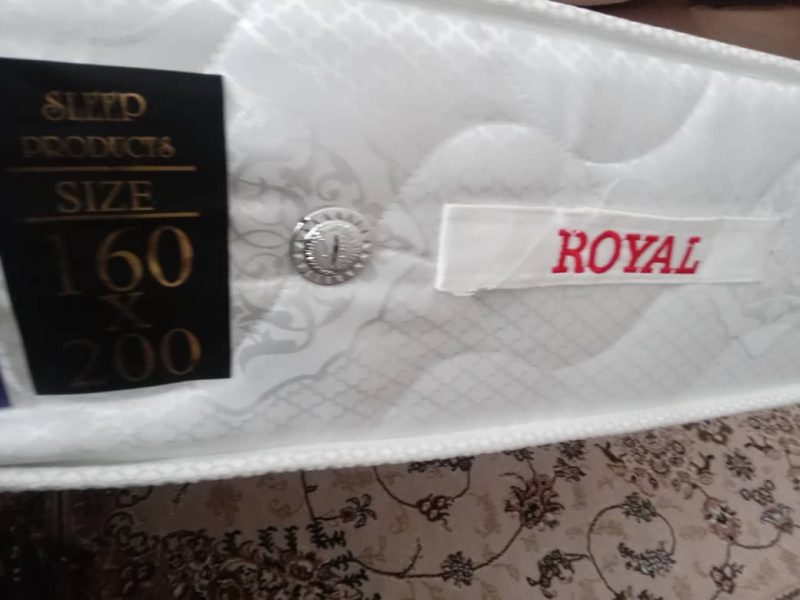 SLEEP
PRODUCTS
SIZE
160
X
200
ROYAL